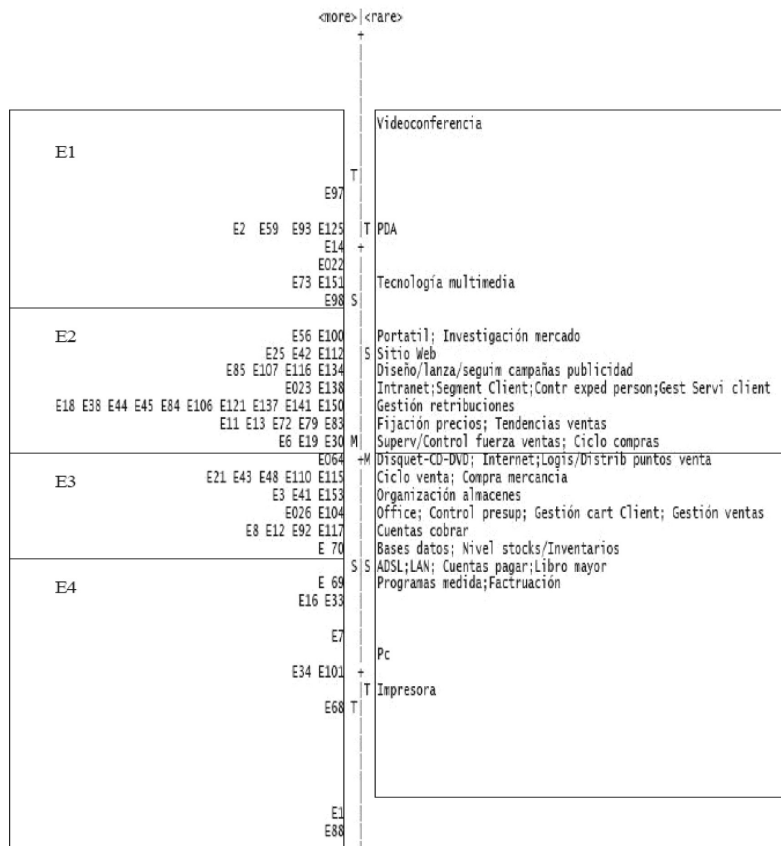 <more>|<rare>
+
Videoconferencia
E1
T
E97
E2 E59 E93 E125 |T PDA
E14 +
E022
E73 E151 Tecnología multimedia
E98 S
E2 E56 E100 Portatil; Investigación mercado
E25 E42 E112 |S Sitio Web
E85 E107 E116 E134 Diseño/lanza/seguim campañas publicidad
E023 E138 Intranet;Segment Client;Contr exped person;Gest Servi client
E18 E38 E44 E45 E84 E106 E121 E137 E141 E150 Gestión retribuciones
E11 E13 E72 E79 E83 Fijación precios; Tendencias ventas
E6 E19 E30 M Superv/Control fuerza ventas; Ciclo compras
E064 +M Disquet-CD-DVD; Internet;Logis/Distrib puntos venta
E3 E21 E43 E48 E110 E115 Ciclo venta; Compra mercancia
E3 E41 E153 Organización almacenes
E026 E104 Office; Control presup; Gestión cart Client; Gestión ventas
E8 E12 E92 E117 Cuentas cobrar
E 70 Bases datos; Nivel stocks/Inventarios
S|S ADSL;LAN; Cuentas pagar;Libro mayor
E4 E 69 Programas medida;Factruación
E16 E33
E7
Pc
E34 E101 +
|T Impresora
E68 T
E1
E88